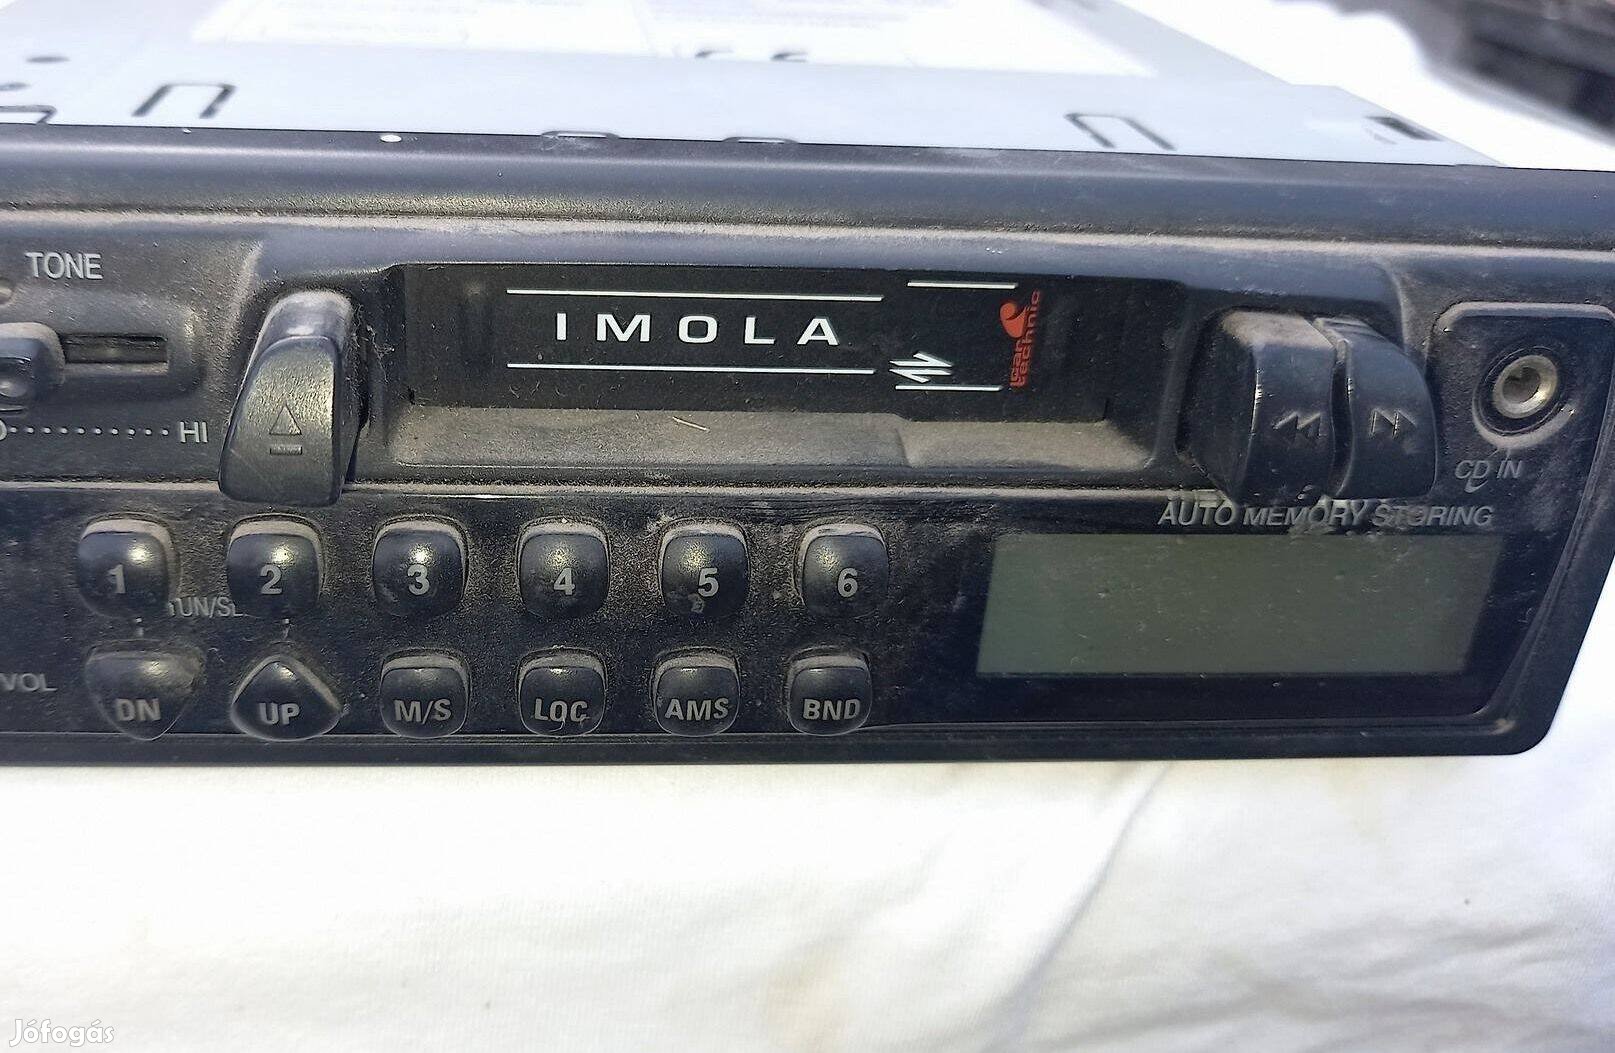 TONE
HI
IMOLA
car
technic
CD IN
AUTO MEMORY STORING
1 2 3 4 5 6
VOL
DN UP M/S LOC AMS BND
Jófogás